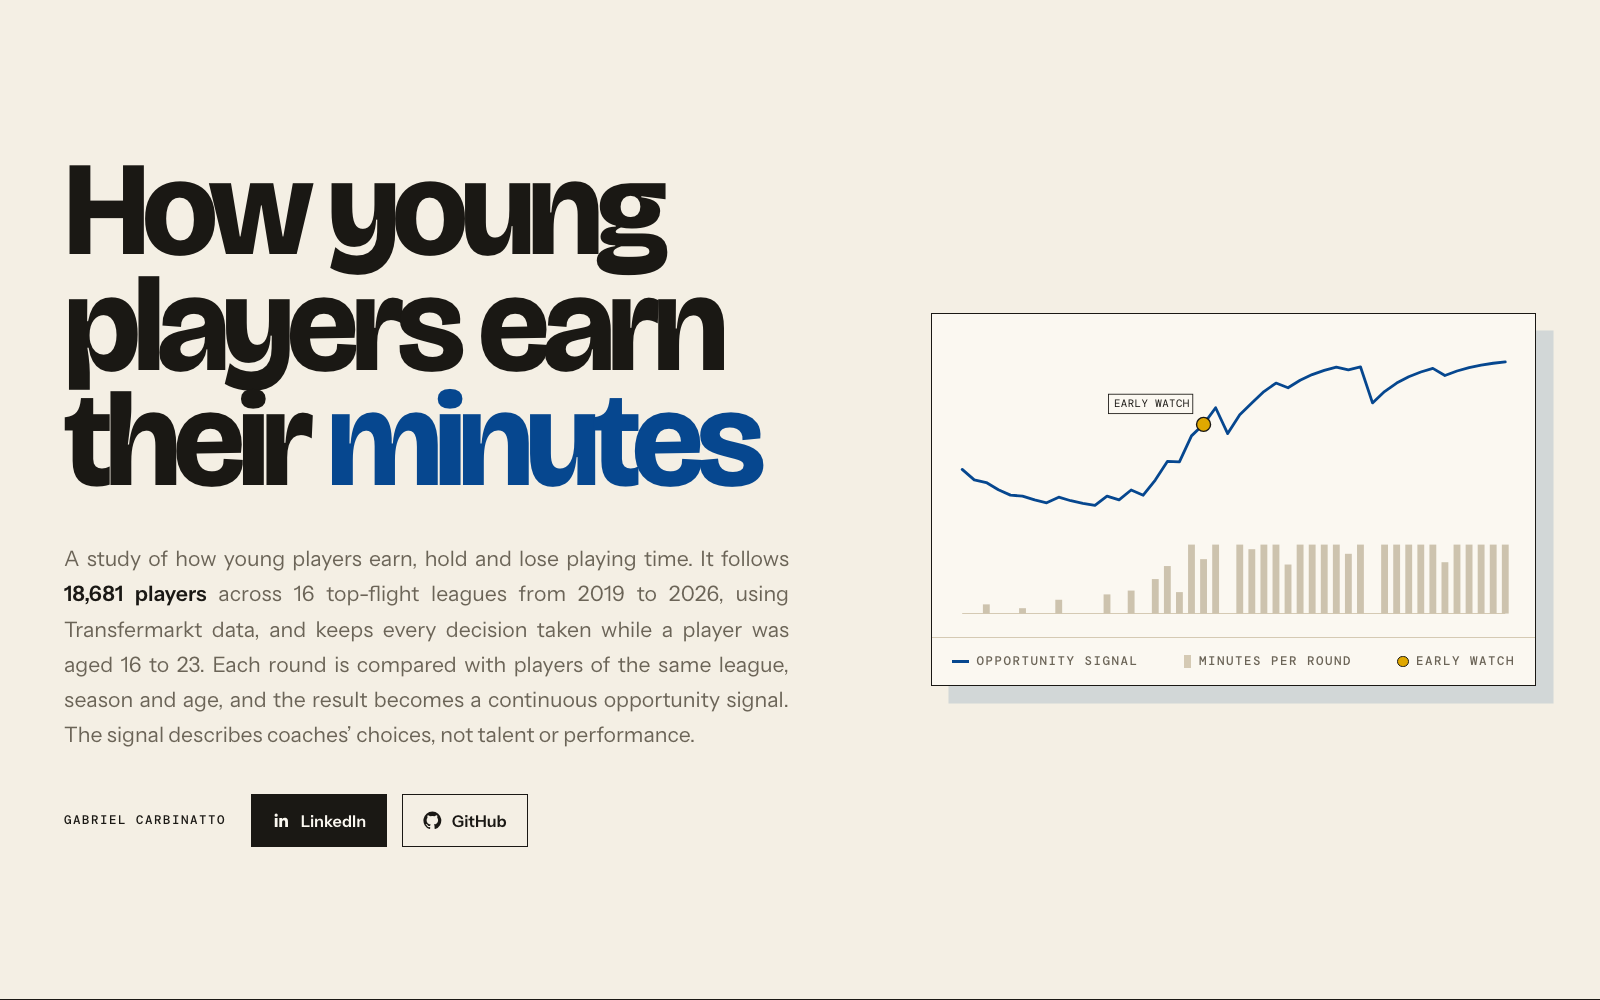 How young
players earn
their minutes
A study of how young players earn, hold and lose playing time. It follows
18,681 players across 16 top-flight leagues from 2019 to 2026, using
Transfermarkt data, and keeps every decision taken while a player was
aged 16 to 23. Each round is compared with players of the same league,
season and age, and the result becomes a continuous opportunity signal.
The signal describes coaches’ choices, not talent or performance.
GABRIEL CARBINATTO
LinkedIn
GitHub
EARLY WATCH
OPPORTUNITY SIGNAL
MINUTES PER ROUND
EARLY WATCH